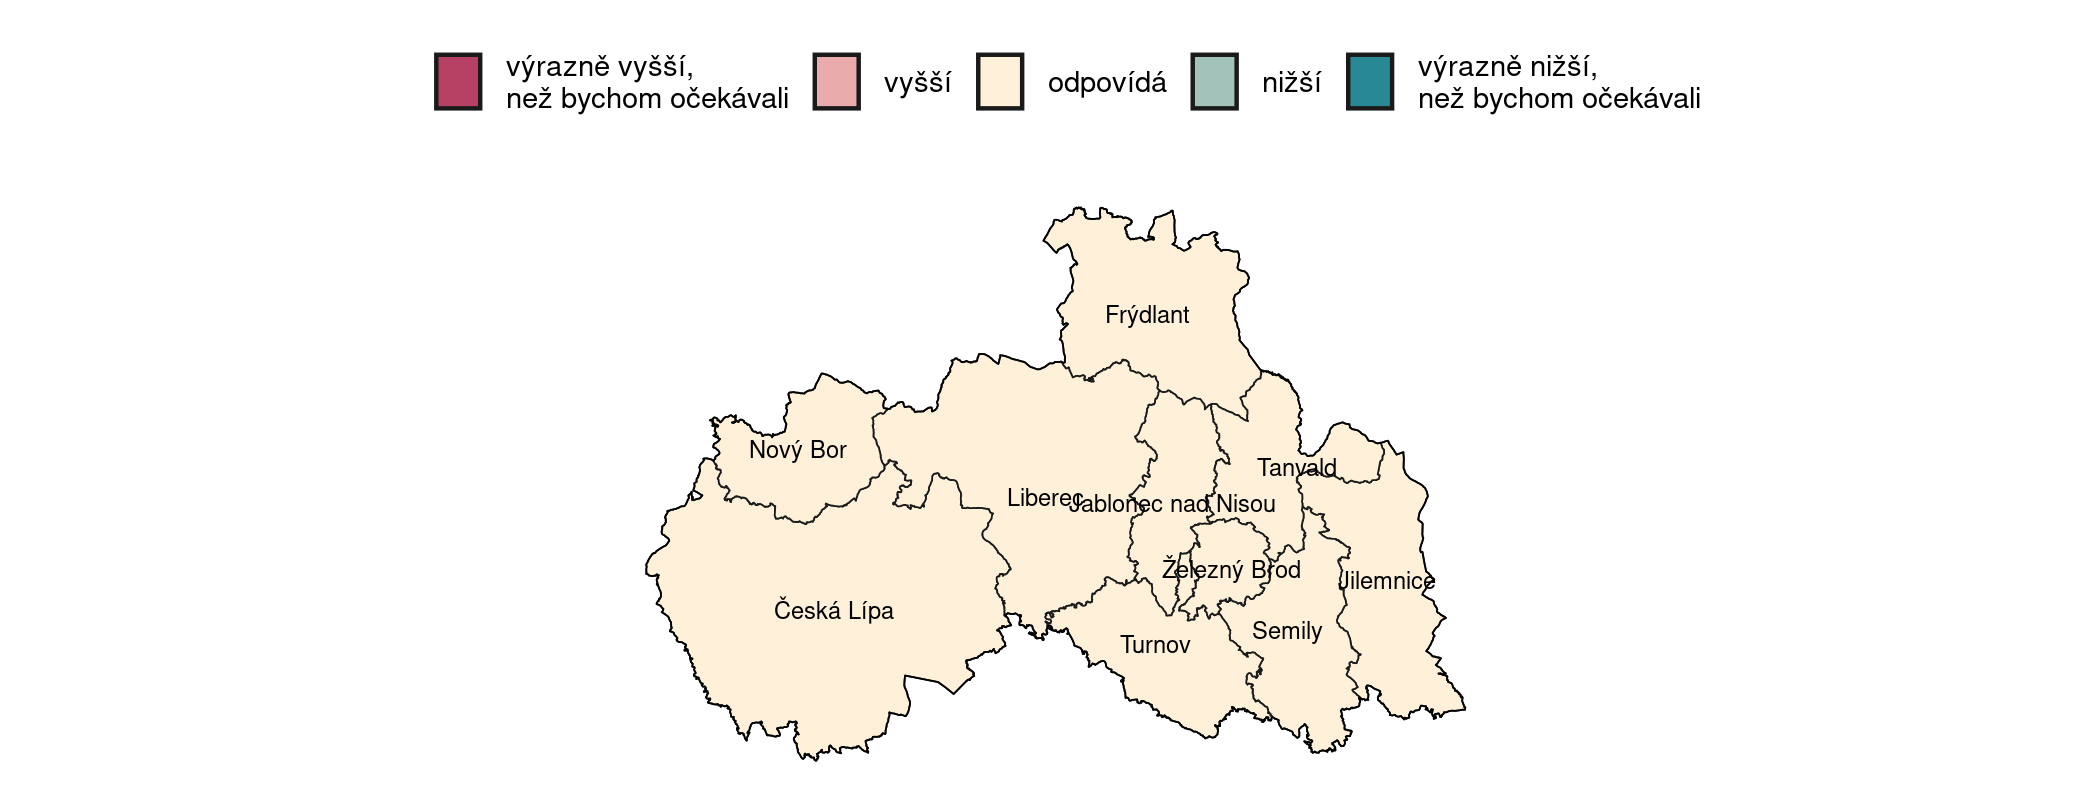 výrazně vyšší,
než bychom očekávali
vyšší
odpovídá
nižší
výrazně nižší,
než bychom očekávali
Frýdlant
Nový Bor
Tanvald
Liberec
Jablonec nad Nisou
Železný Brod
Jilemnice
Česká Lípa
Semily
Turnov